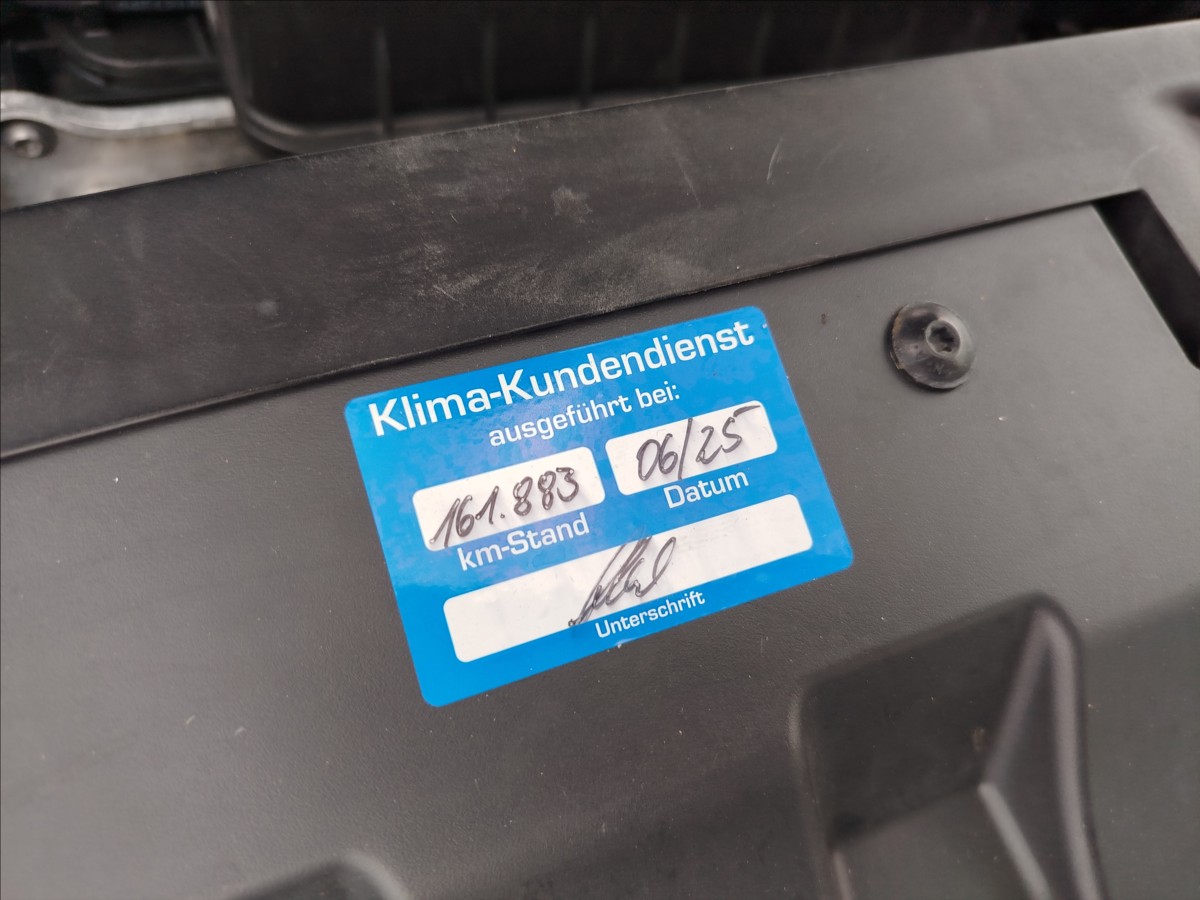 Klima-Kundendienst
ausgeführt bei:
161.883 06/25
km-Stand Datum
Unterschrift